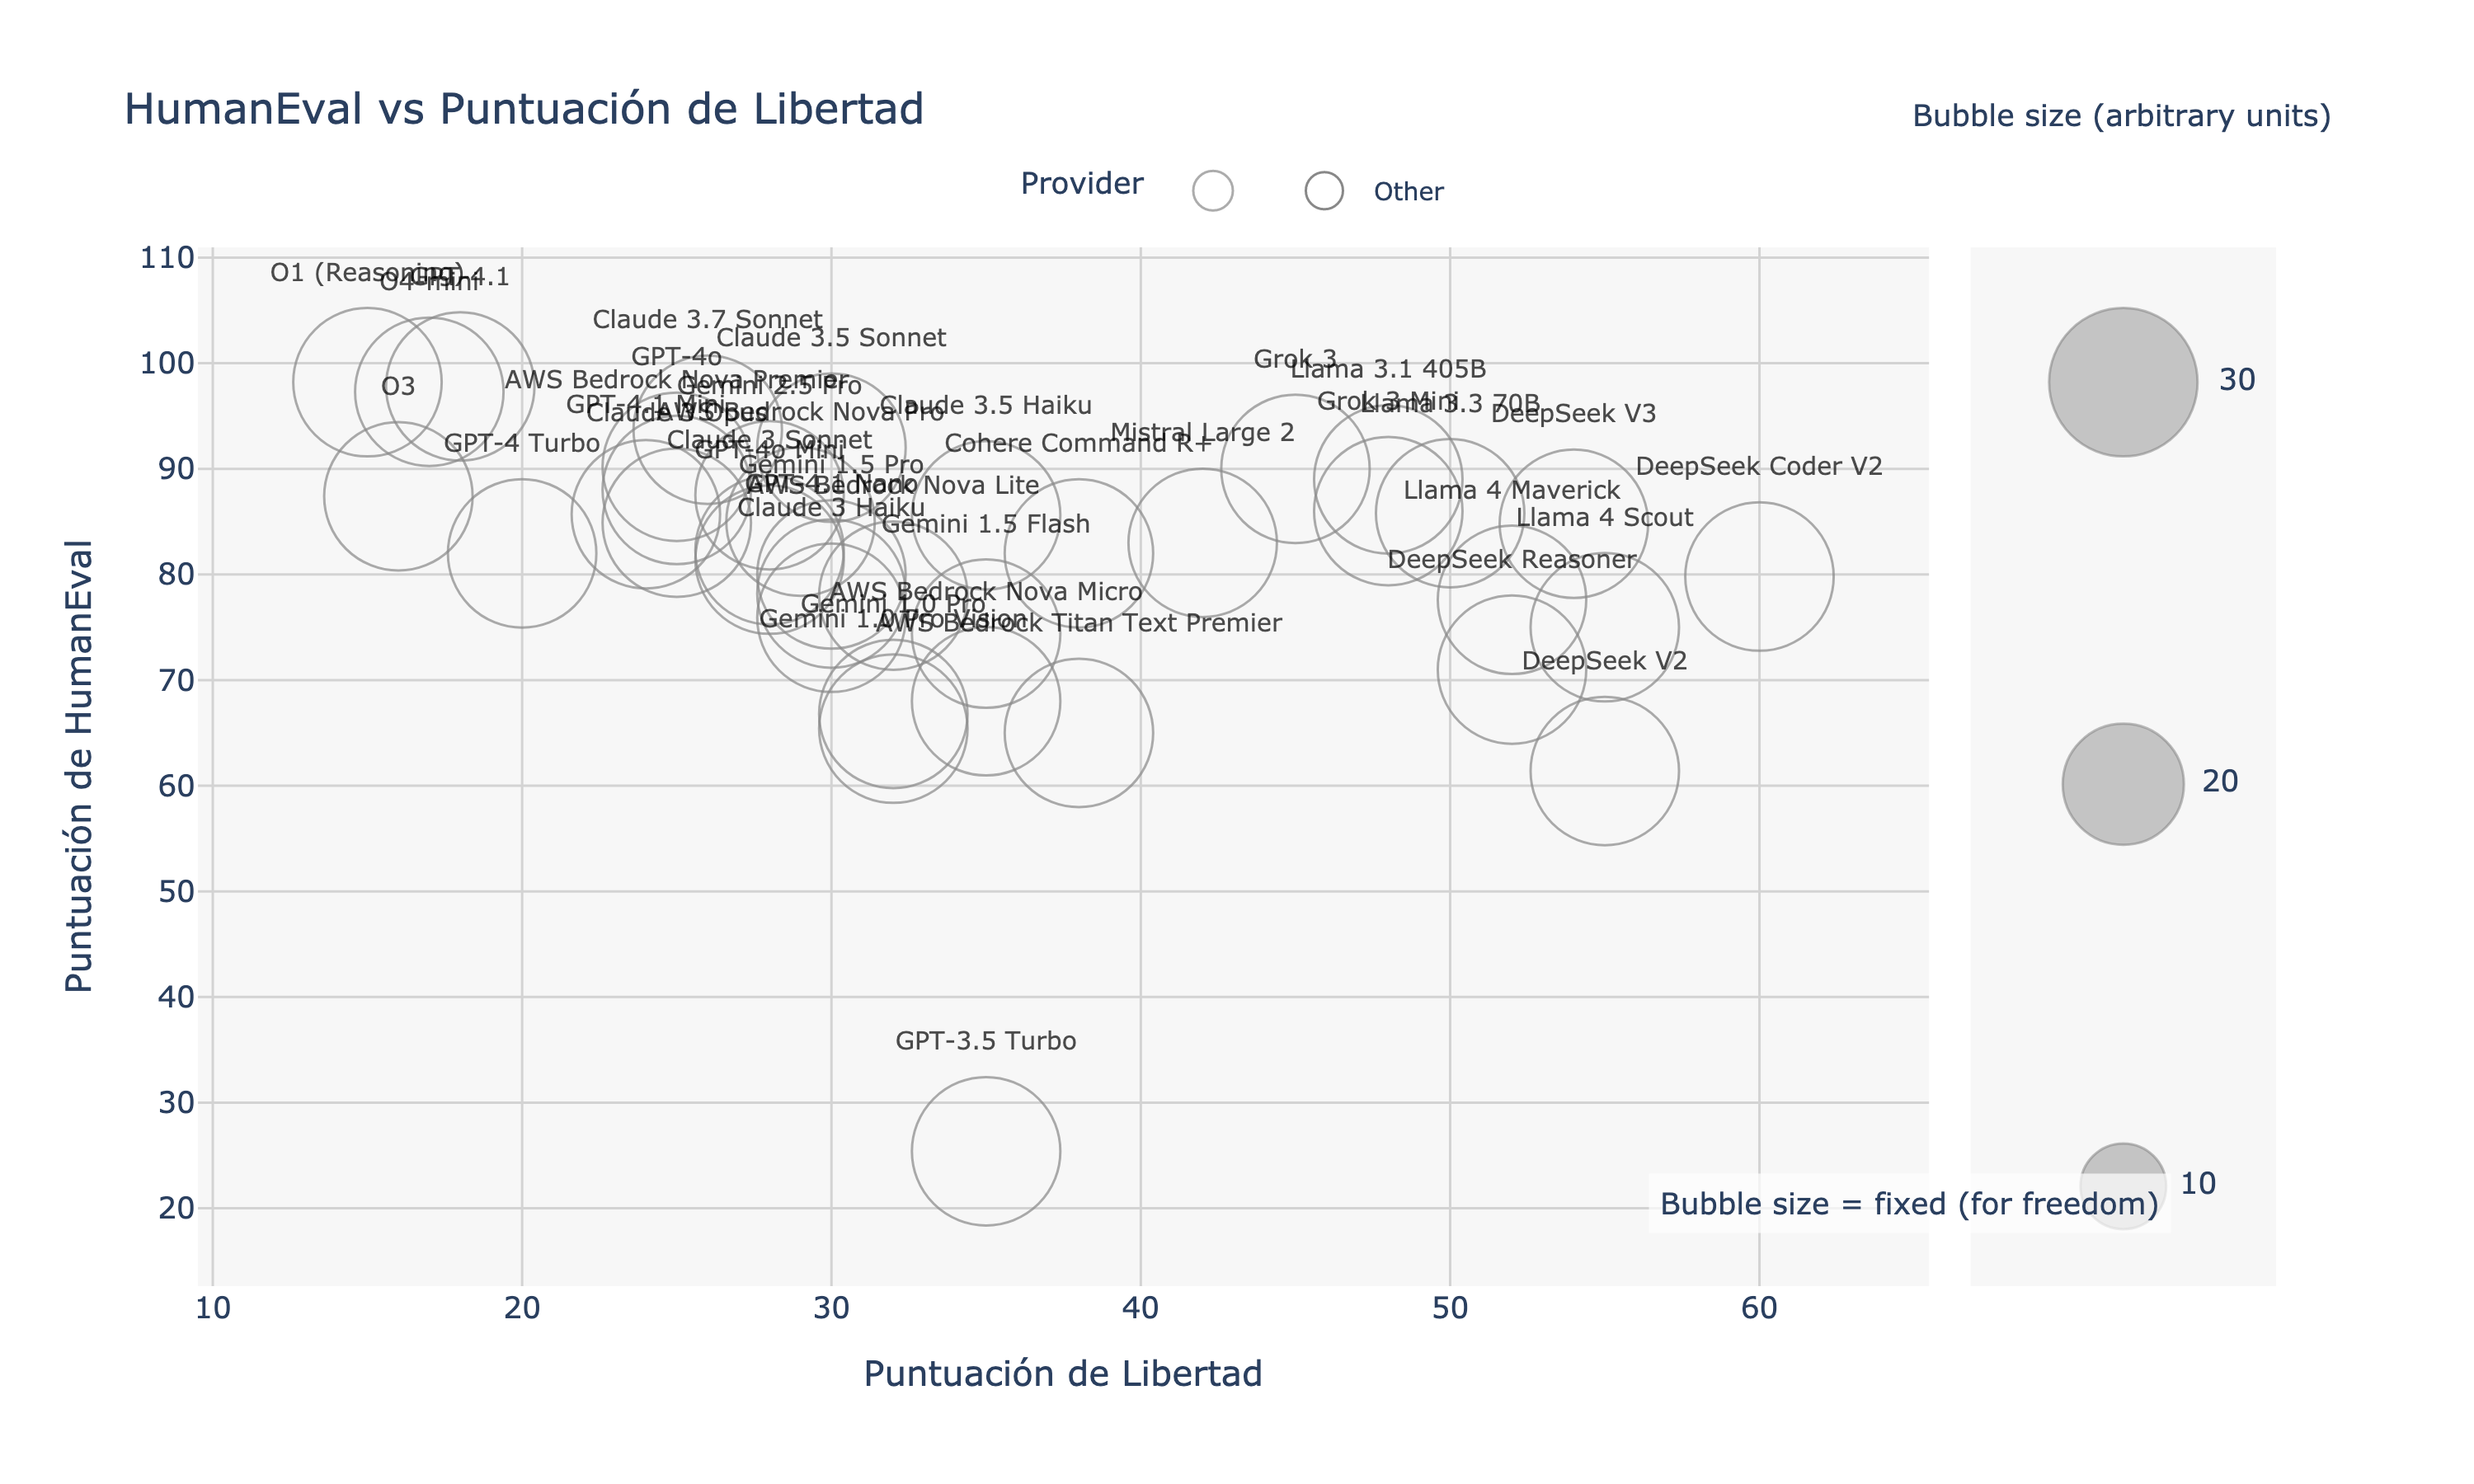 HumanEval vs Puntuación de Libertad
Bubble size (arbitrary units)
Provider
Other
110
100
90
80
70
60
50
40
30
20
Puntuación de HumanEval
O1 (Reasoning)
O4-mini
GPT-4.1
O3
Claude 3.7 Sonnet
Claude 3.5 Sonnet
GPT-4o
AWS Bedrock Nova Premier
Gemini 2.5 Pro
GPT-4.1 Mini
Claude 3 Opus
AWS Bedrock Nova Pro
Claude 3.5 Haiku
GPT-4 Turbo
Claude 3 Sonnet
GPT-4o Mini
Cohere Command R+
Mistral Large 2
Gemini 1.5 Pro
GPT-4.1 Nano
AWS Bedrock Nova Lite
Claude 3 Haiku
Gemini 1.5 Flash
Grok 3
Llama 3.1 405B
Grok 3 Mini
Llama 3.3 70B
DeepSeek V3
DeepSeek Coder V2
Llama 4 Maverick
Llama 4 Scout
DeepSeek Reasoner
AWS Bedrock Nova Micro
Gemini 1.0 Pro
Gemini 1.0 Pro Vision
AWS Bedrock Titan Text Premier
DeepSeek V2
GPT-3.5 Turbo
30
20
10
Bubble size = fixed (for freedom)
10
20
30
40
50
60
Puntuación de Libertad